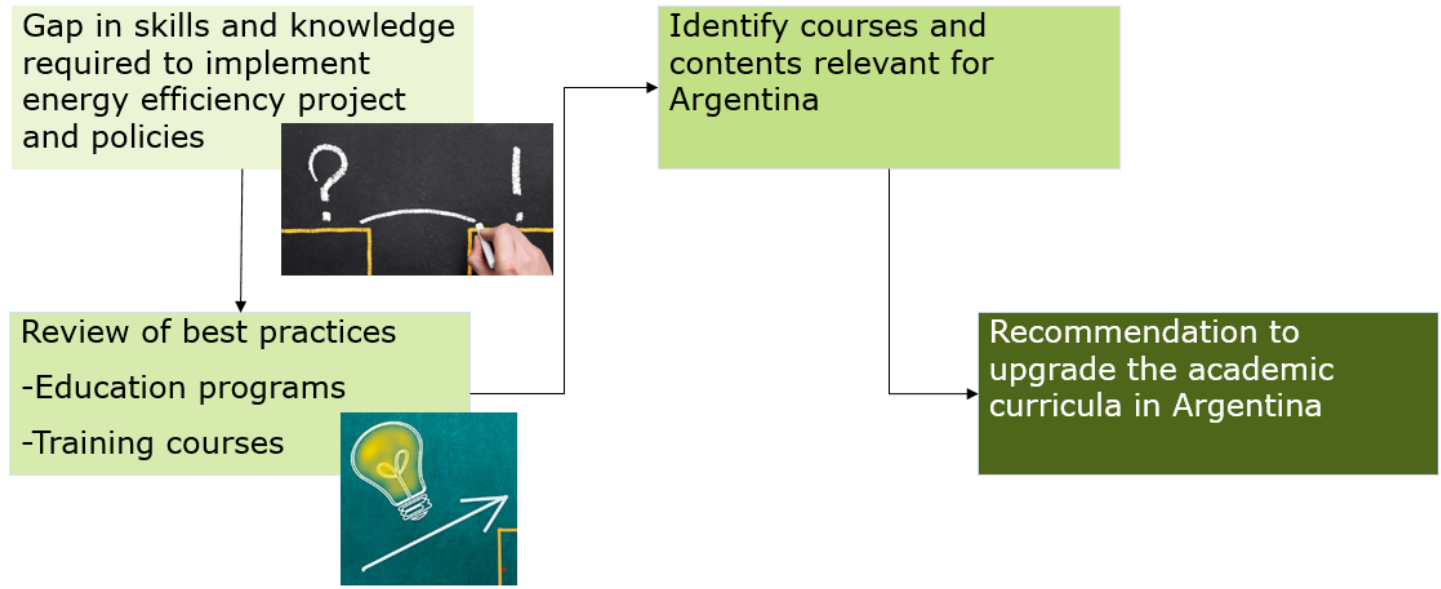 Gap in skills and knowledge
required to implement
energy efficiency project
and policies
? !
Review of best practices
-Education programs
-Training courses
Identify courses and
contents relevant for
Argentina
Recommendation to
upgrade the academic
curricula in Argentina